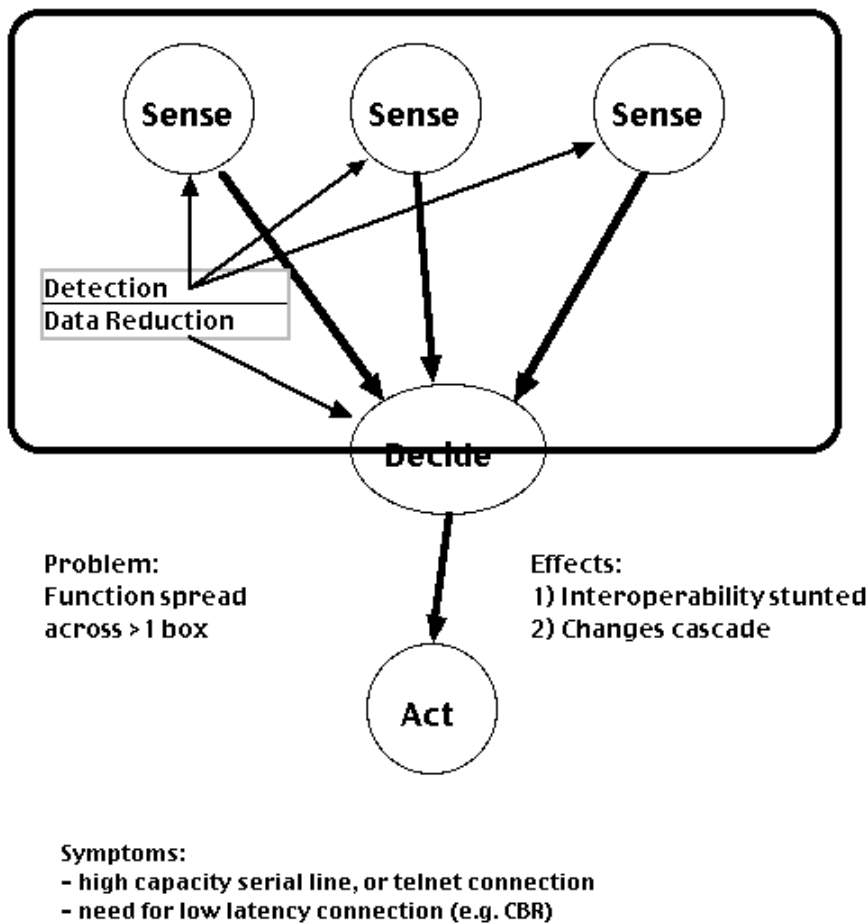 Sense
Sense
Sense
Detection
Data Reduction
Decide
Problem:
Function spread
across >1 box
Effects:
1) Interoperability stunted
2) Changes cascade
Act
Symptoms:
- high capacity serial line, or telnet connection
- need for low latency connection (e.g. CBR)